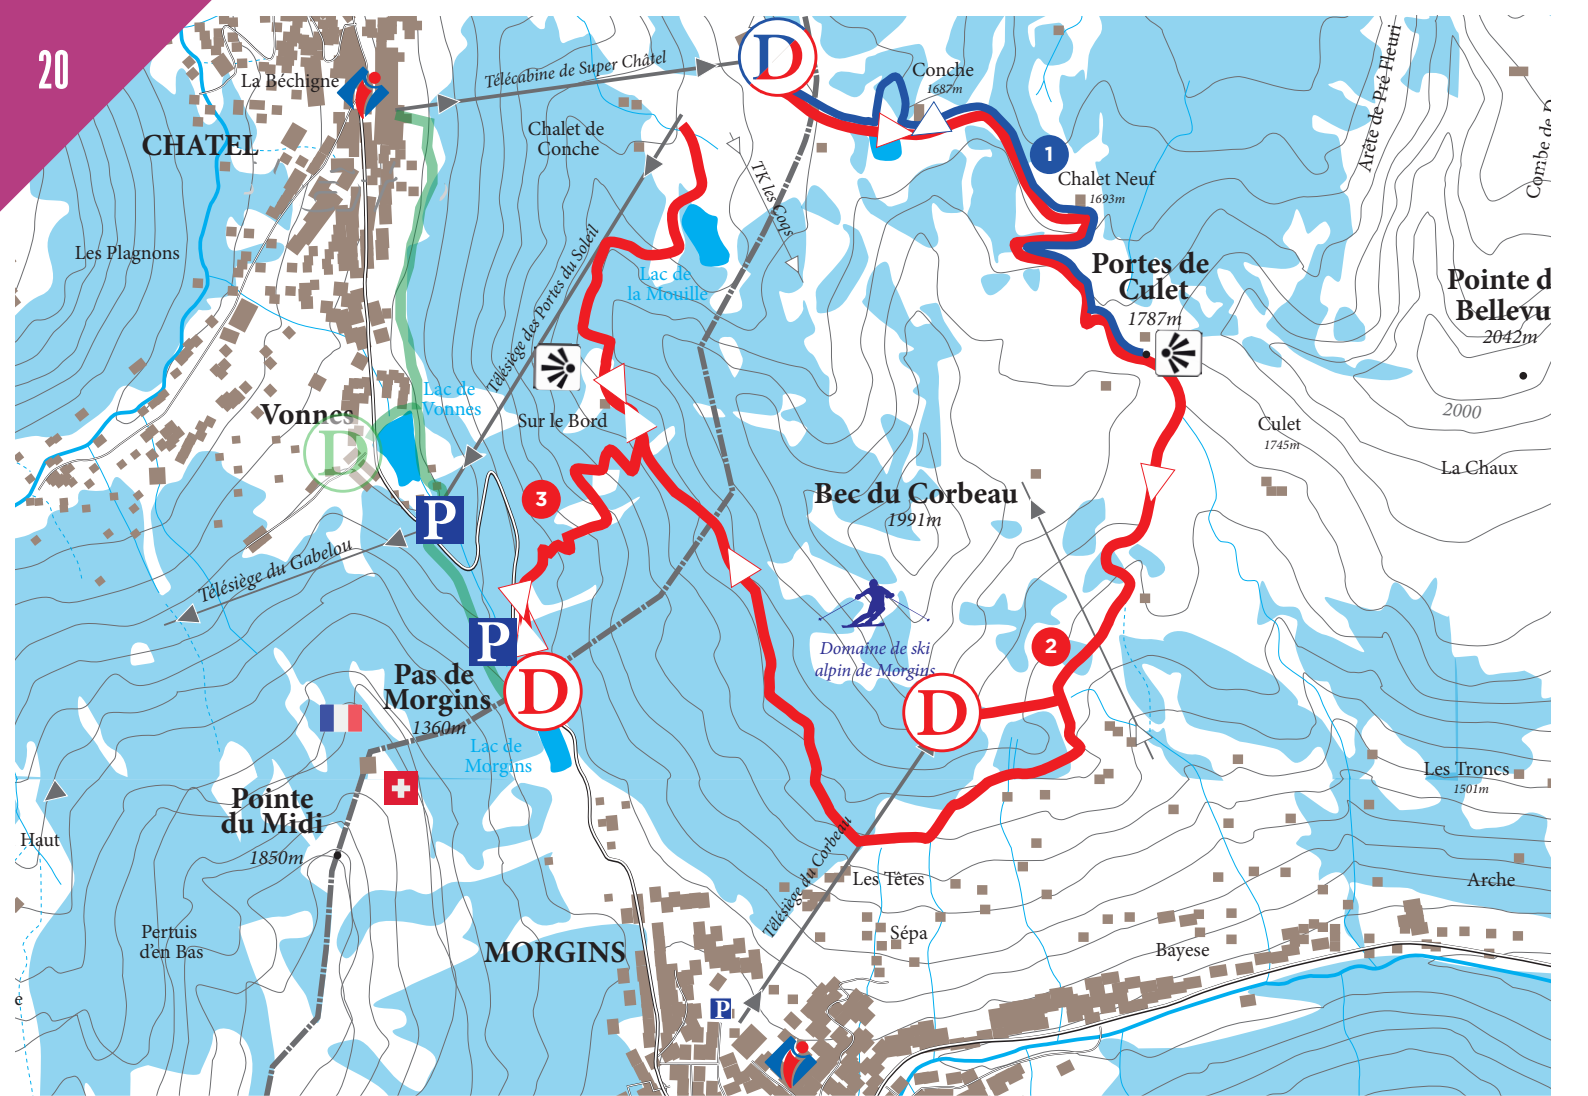 20
La Béchigne
CHATEL
Télécabine de Super Châtel
D
Conche
1687m
Chalet de
Conche
TK les Coqs
1
Chalet Neuf
1693m
Arête de Pré Fleuri
Combe de
Les Plagnons
Télésiège des Portes du Soleil
Lac de
la Mouille
Portes de
Culet
1787m
Pointe d
Bellevu
2042m
2000
Lac de
Vonnes
Vonnes
D
Sur le Bord
Culet
1745m
La Chaux
P
3
Bec du Corbeau
1991m
Télésiège du Gabelou
Domaine de ski
alpin de Morgins
2
P
Pas de
Morgins
1360m
D
D
Lac de
Morgins
Les Troncs
1501m
Pointe
du Midi
1850m
Haut
Télésiège du Corbeau
Les Têtes
Arche
Pertuis
d'en Bas
MORGINS
Sépa
Bayese
e
P